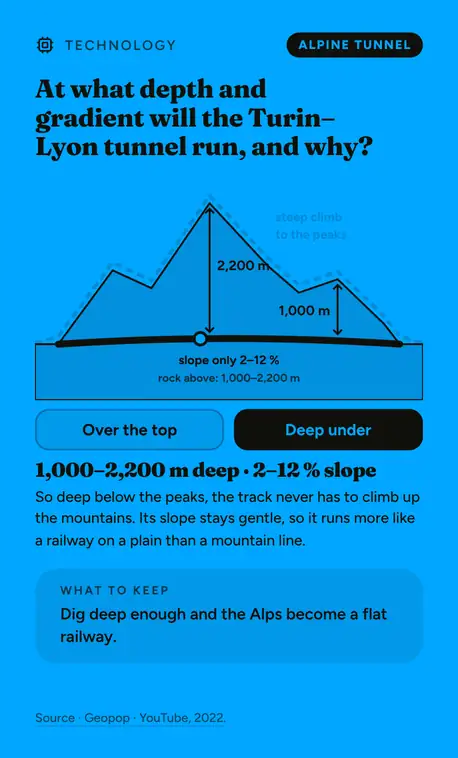 TECHNOLOGY
ALPINE TUNNEL
At what depth and
gradient will the Turin–
Lyon tunnel run, and why?
steep climb
to the peaks
2,200 m
1,000 m
slope only 2–12 %
rock above: 1,000–2,200 m
Over the top
Deep under
1,000–2,200 m deep · 2–12 % slope
So deep below the peaks, the track never has to climb up
the mountains. Its slope stays gentle, so it runs more like
a railway on a plain than a mountain line.
WHAT TO KEEP
Dig deep enough and the Alps become a flat
railway.
Source · Geopop · YouTube, 2022.